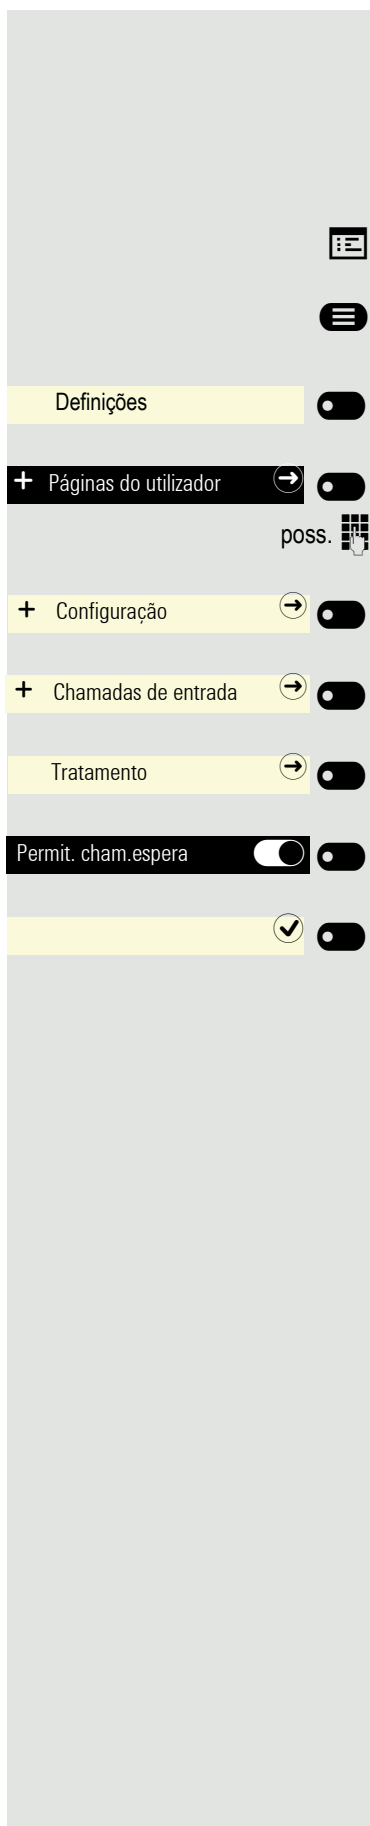 Definições
+ Páginas do utilizador
poss.
+ Configuração
+ Chamadas de entrada
Tratamento
Permit. cham.espera